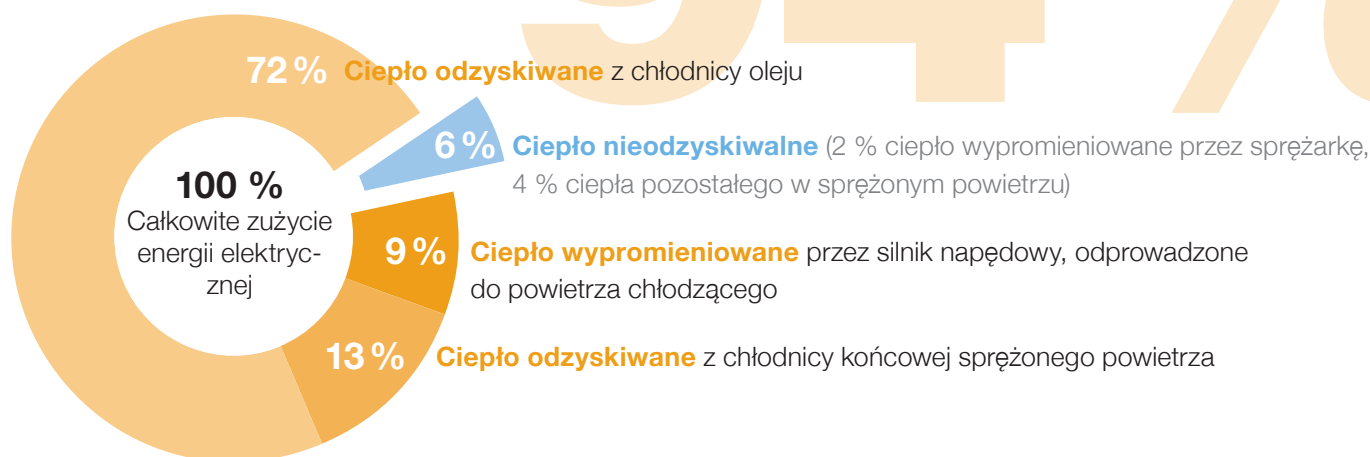 94%
72 % Ciepło odzyskiwane z chłodnicy oleju
6 % Ciepło nieodzyskiwalne (2 % ciepło wypromieniowane przez sprężarkę,
4 % ciepła pozostałego w sprężonym powietrzu)
100 %
Całkowite zużycie
energii elektrycz-
znej
9 % Ciepło wypromieniowane przez silnik napędowy, odprowadzone
do powietrza chłodzącego
13 % Ciepło odzyskiwane z chłodnicy końcowej sprężonego powietrza